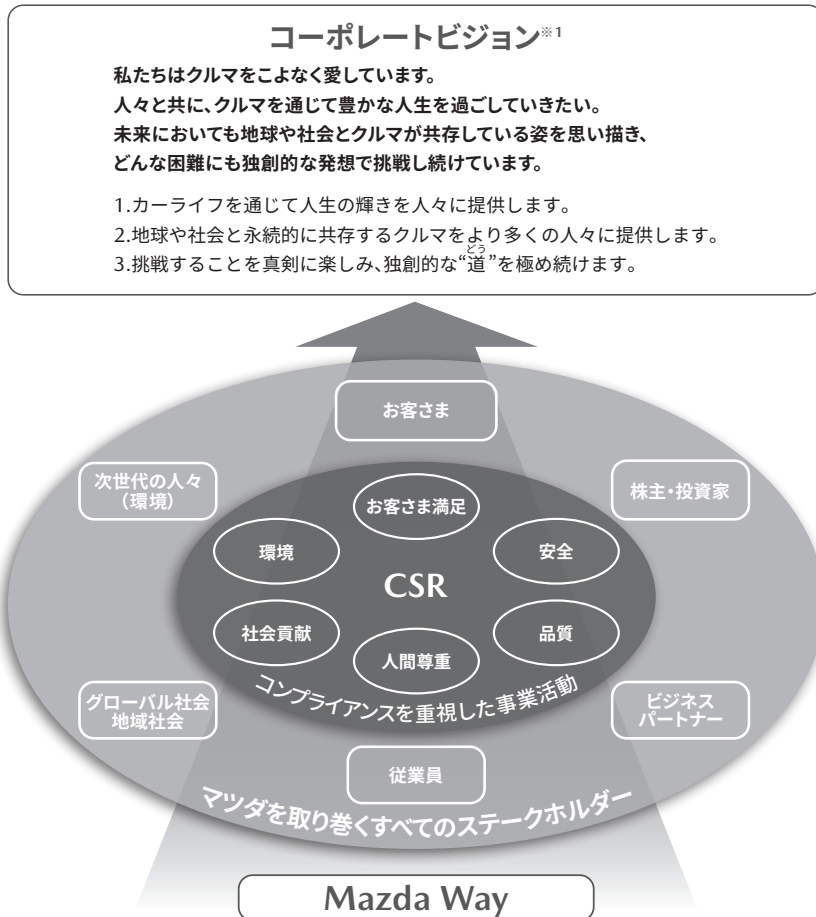 コーポレートビジョン※1
私たちはクルマをこよなく愛しています。
人々と共に、クルマを通じて豊かな人生を過ごしていきたい。
未来においても地球や社会とクルマが共存している姿を思い描き、
どんな困難にも独創的な発想で挑戦し続けています。
1.カーライフを通じて人生の輝きを人々に提供します。
2.地球や社会と永続的に共存するクルマをより多くの人々に提供します。
どう
3.挑戦することを真剣に楽しみ、独創的な“道”を極め続けます。
お客さま
次世代の人々
（環境）
株主・投資家
お客さま満足
環境
安全
CSR
社会貢献
品質
人間尊重
コンプライアンスを重視した事業活動
グローバル社会
地域社会
ビジネス
パートナー
従業員
マツダを取り巻くすべてのステークホルダー
Mazda Way